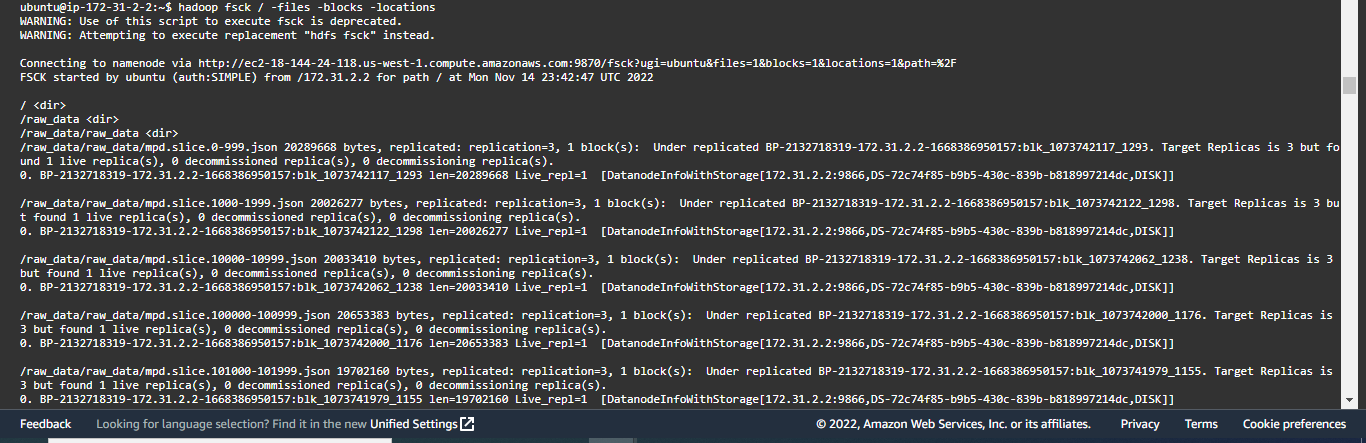 ubuntu@ip-172-31-2-2:~$ hadoop fsck / -files -blocks -locations
WARNING: Use of this script to execute fsck is deprecated.
WARNING: Attempting to execute replacement "hdfs fsck" instead.
Connecting to namenode via http://ec2-18-144-24-118.us-west-1.compute.amazonaws.com:9870/fsck?ugi=ubuntu&files=1&blocks=1&locations=1&path=%2F
FSCK started by ubuntu (auth:SIMPLE) from /172.31.2.2 for path / at Mon Nov 14 23:42:47 UTC 2022
/ <dir>
/raw_data <dir>
/raw_data/raw_data <dir>
/raw_data/raw_data/mpd.slice.0-999.json 20289668 bytes, replicated: replication=3, 1 block(s):  Under replicated BP-2132718319-172.31.2.2-1668386950157:blk_1073742117_1293. Target Replicas is 3 but fo
und 1 live replica(s), 0 decommissioned replica(s), 0 decommissioning replica(s).
0. BP-2132718319-172.31.2.2-1668386950157:blk_1073742117_1293 len=20289668 Live_repl=1  [DatanodeInfoWithStorage[172.31.2.2:9866,DS-72c74f85-b9b5-430c-839b-b818997214dc,DISK]]
/raw_data/raw_data/mpd.slice.1000-1999.json 20026277 bytes, replicated: replication=3, 1 block(s):  Under replicated BP-2132718319-172.31.2.2-1668386950157:blk_1073742122_1298. Target Replicas is 3 bu
t found 1 live replica(s), 0 decommissioned replica(s), 0 decommissioning replica(s).
0. BP-2132718319-172.31.2.2-1668386950157:blk_1073742122_1298 len=20026277 Live_repl=1  [DatanodeInfoWithStorage[172.31.2.2:9866,DS-72c74f85-b9b5-430c-839b-b818997214dc,DISK]]
/raw_data/raw_data/mpd.slice.10000-10999.json 20033410 bytes, replicated: replication=3, 1 block(s):  Under replicated BP-2132718319-172.31.2.2-1668386950157:blk_1073742062_1238. Target Replicas is 3
but found 1 live replica(s), 0 decommissioned replica(s), 0 decommissioning replica(s).
0. BP-2132718319-172.31.2.2-1668386950157:blk_1073742062_1238 len=20033410 Live_repl=1  [DatanodeInfoWithStorage[172.31.2.2:9866,DS-72c74f85-b9b5-430c-839b-b818997214dc,DISK]]
/raw_data/raw_data/mpd.slice.100000-100999.json 20653383 bytes, replicated: replication=3, 1 block(s):  Under replicated BP-2132718319-172.31.2.2-1668386950157:blk_1073742000_1176. Target Replicas is
3 but found 1 live replica(s), 0 decommissioned replica(s), 0 decommissioning replica(s).
0. BP-2132718319-172.31.2.2-1668386950157:blk_1073742000_1176 len=20653383 Live_repl=1  [DatanodeInfoWithStorage[172.31.2.2:9866,DS-72c74f85-b9b5-430c-839b-b818997214dc,DISK]]
/raw_data/raw_data/mpd.slice.101000-101999.json 19702160 bytes, replicated: replication=3, 1 block(s):  Under replicated BP-2132718319-172.31.2.2-1668386950157:blk_1073741979_1155. Target Replicas is
3 but found 1 live replica(s), 0 decommissioned replica(s), 0 decommissioning replica(s).
0. BP-2132718319-172.31.2.2-1668386950157:blk_1073741979_1155 len=19702160 Live_repl=1  [DatanodeInfoWithStorage[172.31.2.2:9866,DS-72c74f85-b9b5-430c-839b-b818997214dc,DISK]]
Feedback Looking for language selection? Find it in the new Unified Settings © 2022, Amazon Web Services, Inc. or its affiliates. Privacy Terms Cookie preferences